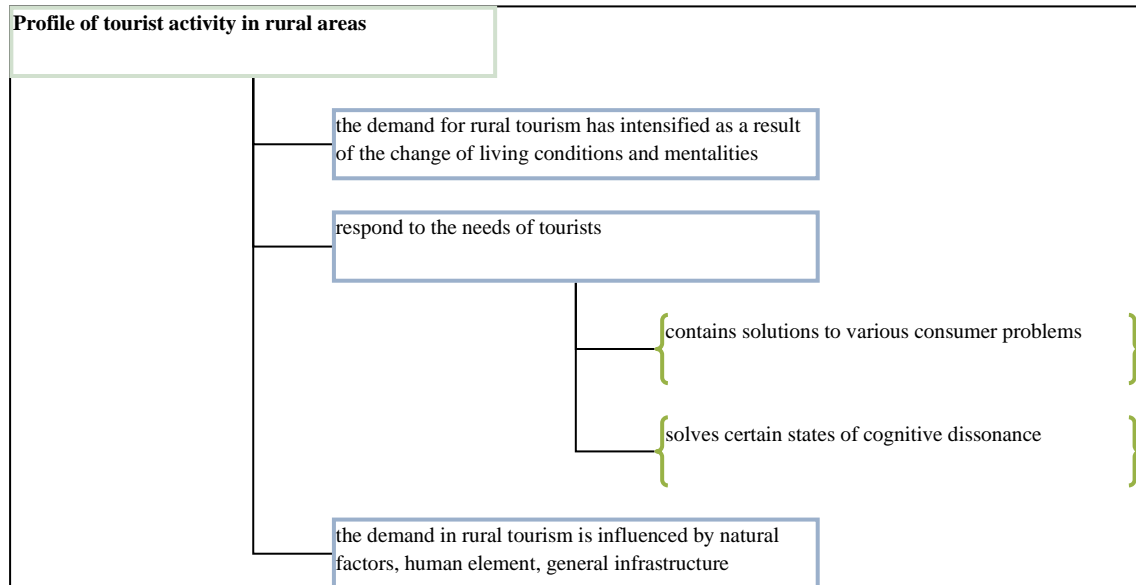 Profile of tourist activity in rural areas
the demand for rural tourism has intensified as a result
of the change of living conditions and mentalities
respond to the needs of tourists
contains solutions to various consumer problems
solves certain states of cognitive dissonance
the demand in rural tourism is influenced by natural
factors, human element, general infrastructure